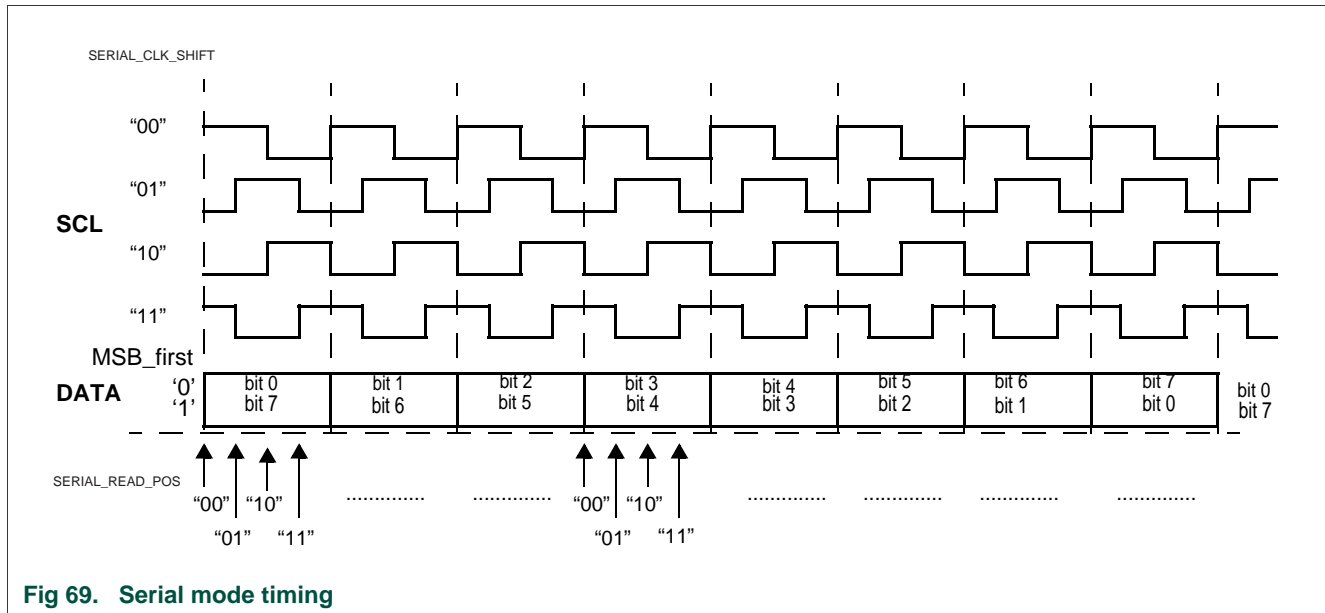 SERIAL_CLK_SHIFT
“00”
“01”
SCL
“10”
“11”
MSB_first
DATA
‘0’ bit 0 bit 1 bit 2 bit 3 bit 4 bit 5 bit 6 bit 7 bit 0
‘1’ bit 7 bit 6 bit 5 bit 4 bit 3 bit 2 bit 1 bit 0 bit 7
SERIAL_READ_POS
“00” “10” .............. .............. “00” “10” .............. .............. .............. ..............
“01” “11” “01” “11”
Fig 69. Serial mode timing